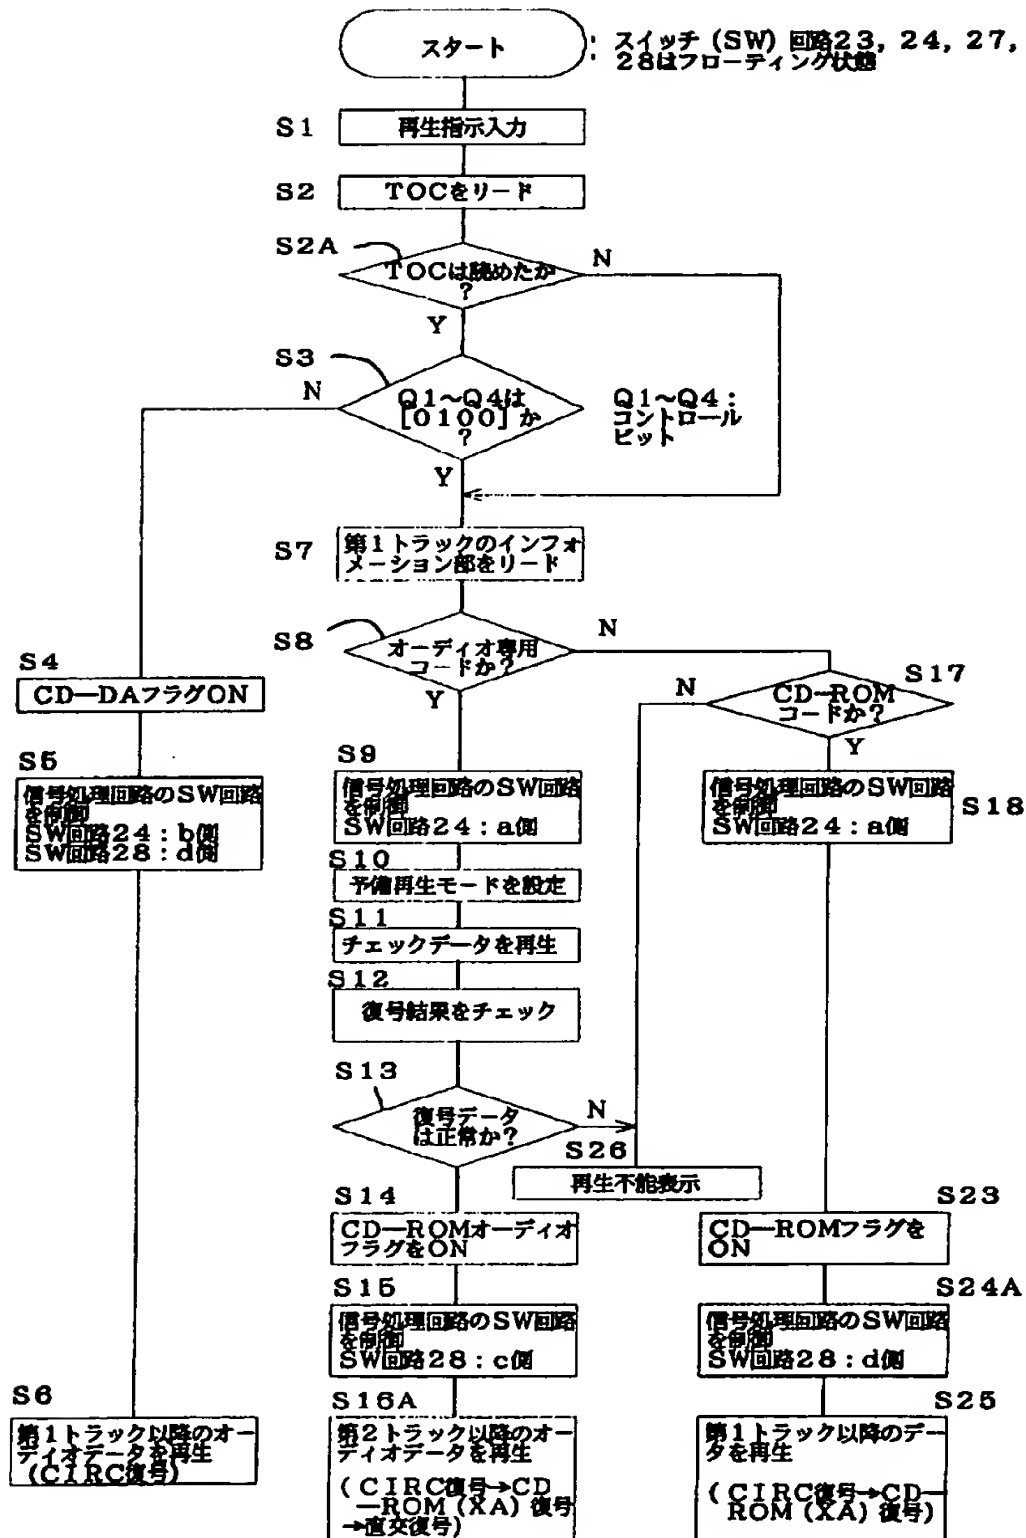 スタート
: スイッチ (SW) 回路23, 24, 27,
: 28はフローティング状態
S1
再生指示入力
S2
TOCをリード
S2A
TOCは読めたか
?
N
Y
S3
N
Q1～Q4は
[0100] か
?
Q1～Q4 :
コントロール
ビット
Y
S7
第1トラックのインフォ
メーション部をリード
S8
オーディオ専用
コードか?
N
Y
S4
CD―DAフラグON
S17
N
CD―ROM
コードか?
Y
S5
信号処理回路のSW回路
を制御
SW回路24 : b側
SW回路28 : d側
S9
信号処理回路のSW回路
を制御
SW回路24 : a側
信号処理回路のSW回路
を制御
SW回路24 : a側
S18
S10
予備再生モードを設定
S11
チェックデータを再生
S12
復号結果をチェック
S13
復号データ
は正常か?
N
S26
再生不能表示
S14
CD―ROMオーディオ
フラグをON
S23
CD―ROMフラグを
ON
S15
信号処理回路のSW回路
を制御
SW回路28 : c側
S24A
信号処理回路のSW回路
を制御
SW回路28 : d側
S6
第1トラック以降のオー
ディオデータを再生
(CIRC復号)
S16A
第2トラック以降のオー
ディオデータを再生
(CIRC復号→CD
―ROM (XA) 復号
→直交復号)
S25
第1トラック以降のデー
タを再生
(CIRC復号→CD―
ROM (XA) 復号)